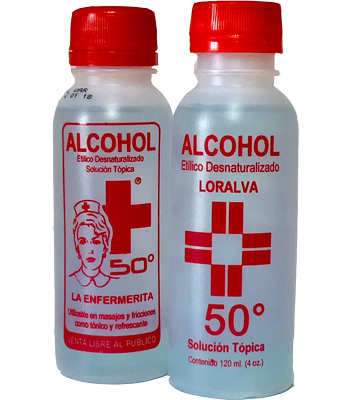 ALCOHOL
Etílico Desnaturalizado
Solución Tópica
®
50°
LA ENFERMERITA
Utilizable en masajes y fricciones
como tónico y refrescante
VENTA LIBRE AL PUBLICO
ALCOHOL
Etílico Desnaturalizado
LORALVA
50°
Solución Tópica
Contenido 120 ml. (4 oz.)